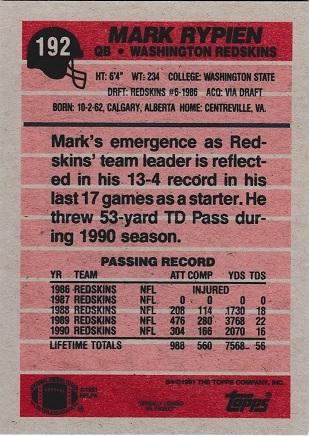 192
MARK RYPIEN
QB • WASHINGTON REDSKINS
HT: 6'4" WT: 234 COLLEGE: WASHINGTON STATE
DRFT: REDSKINS #6-1986 ACQ: VIA DRAFT
BORN: 10-2-62, CALGARY, ALBERTA HOME: CENTREVILLE, VA.
Mark's emergence as Red-
skins' team leader is reflect-
ed in his 13-4 record in his
last 17 games as a starter. He
threw 53-yard TD Pass dur-
ing 1990 season.
PASSING RECORD
YR TEAM ATT COMP YDS TDS
1986 REDSKINS NFL INJURED
1987 REDSKINS NFL 0 0 0 0
1988 REDSKINS NFL 208 114 1730 18
1989 REDSKINS NFL 476 280 3768 22
1990 REDSKINS NFL 304 166 2070 16
LIFETIME TOTALS 988 560 7568 56
©1991 THE TOPPS COMPANY, INC.
© 1991
NFLPA
OFFICIALLY LICENSED
NFL PRODUCT
TOPPS